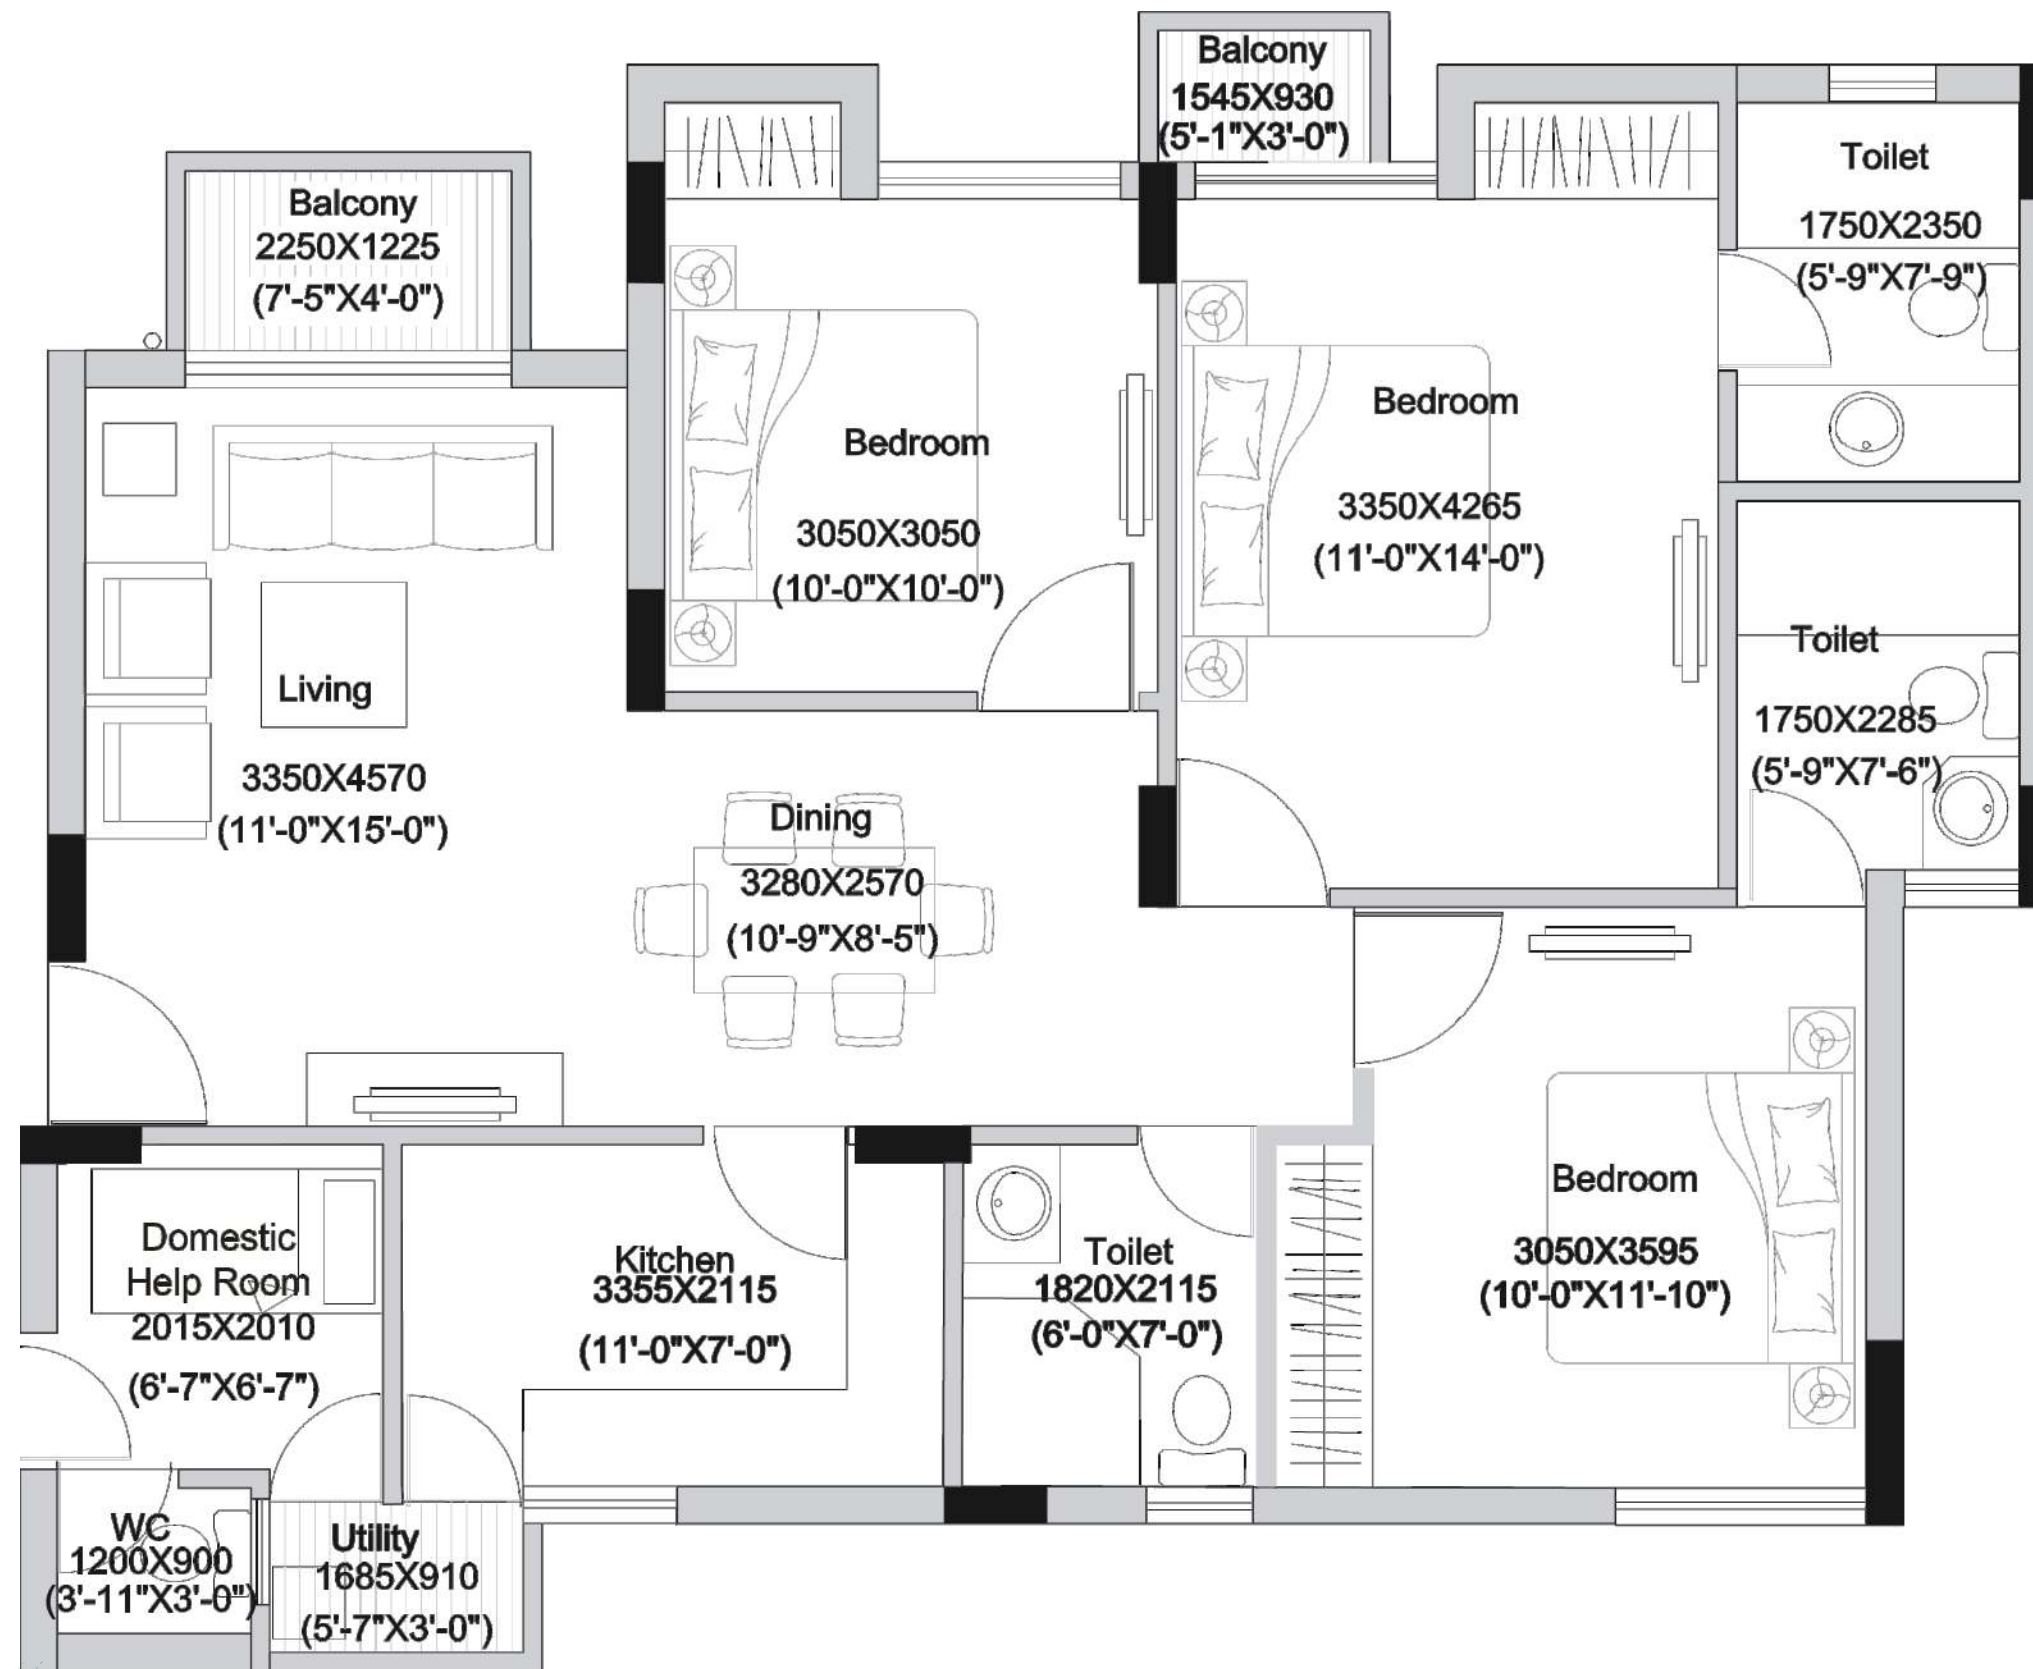 Balcony
1545X930
(5'-1"X3'-0")
Balcony
2250X1225
(7'-5"X4'-0")
Toilet
1750X2350
(5'-9"X7'-9")
Bedroom
3050X3050
(10'-0"X10'-0")
Bedroom
3350X4265
(11'-0"X14'-0")
Living
3350X4570
(11'-0"X15'-0")
Toilet
1750X2285
(5'-9"X7'-6")
Dining
3280X2570
(10'-9"X8'-5")
Domestic
Help Room
2015X2010
(6'-7"X6'-7")
Kitchen
3355X2115
(11'-0"X7'-0")
Toilet
1820X2115
(6'-0"X7'-0")
Bedroom
3050X3595
(10'-0"X11'-10")
WC
1200X900
(3'-11"X3'-0")
Utility
1685X910
(5'-7"X3'-0")